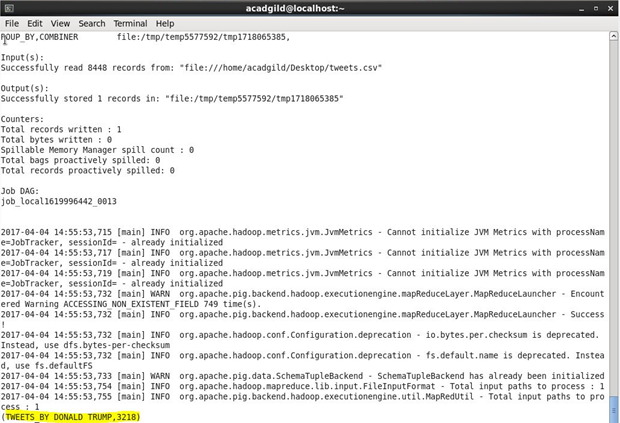 acadgild@localhost:~
File Edit View Search Terminal Help
ROUP_BY,COMBINER file:/tmp/temp5577592/tmp1718065385,
Input(s):
Successfully read 8448 records from: "file:///home/acadgild/Desktop/tweets.csv"
Output(s):
Successfully stored 1 records in: "file:/tmp/temp5577592/tmp1718065385"
Counters:
Total records written : 1
Total bytes written : 0
Spillable Memory Manager spill count : 0
Total bags proactively spilled: 0
Total records proactively spilled: 0
Job DAG:
job_local1619996442_0013
2017-04-04 14:55:53,715 [main] INFO org.apache.hadoop.metrics.jvm.JvmMetrics - Cannot initialize JVM Metrics with processNam
e=JobTracker, sessionId= - already initialized
2017-04-04 14:55:53,717 [main] INFO org.apache.hadoop.metrics.jvm.JvmMetrics - Cannot initialize JVM Metrics with processNam
e=JobTracker, sessionId= - already initialized
2017-04-04 14:55:53,719 [main] INFO org.apache.hadoop.metrics.jvm.JvmMetrics - Cannot initialize JVM Metrics with processNam
e=JobTracker, sessionId= - already initialized
2017-04-04 14:55:53,732 [main] WARN org.apache.pig.backend.hadoop.executionengine.mapReduceLayer.MapReduceLauncher - Encount
ered Warning ACCESSING_NON_EXISTENT_FIELD 749 time(s).
2017-04-04 14:55:53,732 [main] INFO org.apache.pig.backend.hadoop.executionengine.mapReduceLayer.MapReduceLauncher - Success
!
2017-04-04 14:55:53,732 [main] INFO org.apache.hadoop.conf.Configuration.deprecation - io.bytes.per.checksum is deprecated.
Instead, use dfs.bytes-per-checksum
2017-04-04 14:55:53,732 [main] INFO org.apache.hadoop.conf.Configuration.deprecation - fs.default.name is deprecated. Instea
d, use fs.defaultFS
2017-04-04 14:55:53,733 [main] WARN org.apache.pig.data.SchemaTupleBackend - SchemaTupleBackend has already been initialized
2017-04-04 14:55:53,754 [main] INFO org.apache.hadoop.mapreduce.lib.input.FileInputFormat - Total input paths to process : 1
2017-04-04 14:55:53,755 [main] INFO org.apache.pig.backend.hadoop.executionengine.util.MapRedUtil - Total input paths to pro
cess : 1
(TWEETS_BY DONALD TRUMP,3218)